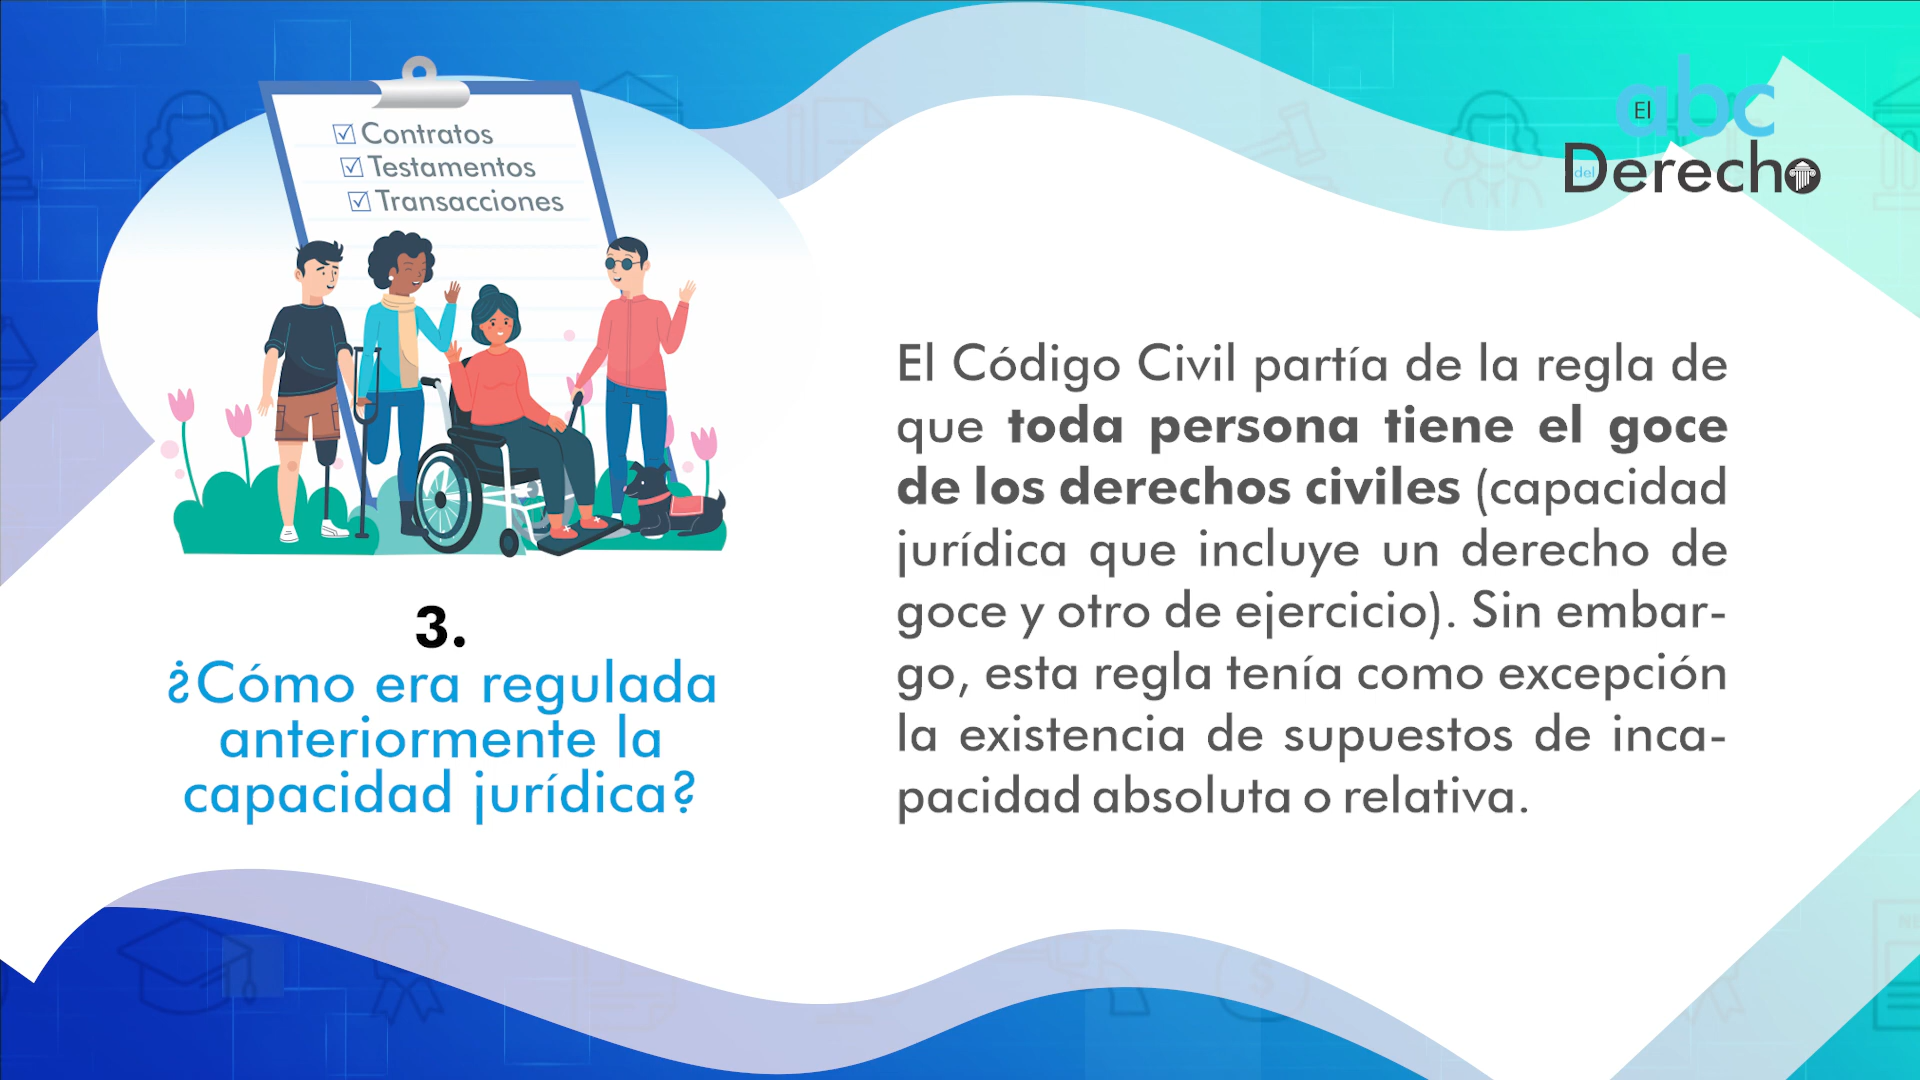 Contratos
Testamentos
Transacciones
El abc
del Derecho
3.
¿Cómo era regulada
anteriormente la
capacidad jurídica?
El Código Civil partía de la regla de
que toda persona tiene el goce
de los derechos civiles (capacidad
jurídica que incluye un derecho de
goce y otro de ejercicio). Sin embar-
go, esta regla tenía como excepción
la existencia de supuestos de inca-
pacidad absoluta o relativa.